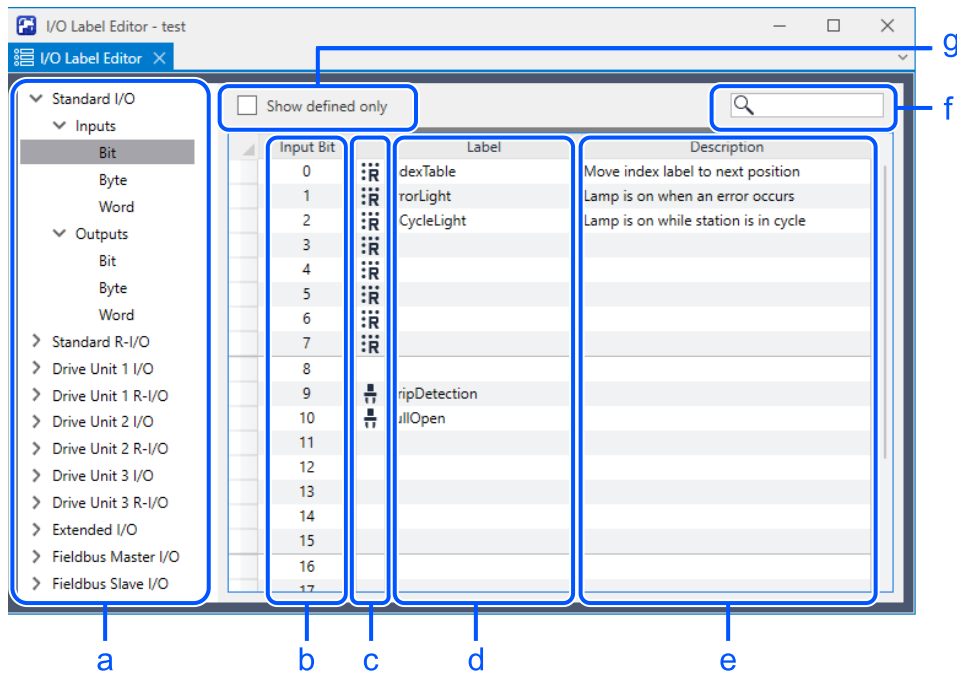 I/O Label Editor - test
I/O Label Editor
g
Standard I/O
Show defined only
f
Inputs
Bit
Input Bit Label Description
Byte
0 R dexTable Move index label to next position
Word
1 R rorLight Lamp is on when an error occurs
Outputs
2 R CycleLight Lamp is on while station is in cycle
Bit
3 R
Byte
4 R
Word
5 R
Standard R-I/O
6 R
Drive Unit 1 I/O
7 R
Drive Unit 1 R-I/O
8
Drive Unit 2 I/O
9 ripDetection
Drive Unit 2 R-I/O
10 ullOpen
Drive Unit 3 I/O
11
Drive Unit 3 R-I/O
12
Extended I/O
13
Fieldbus Master I/O
14
Fieldbus Slave I/O
15
16
17
a b c d e